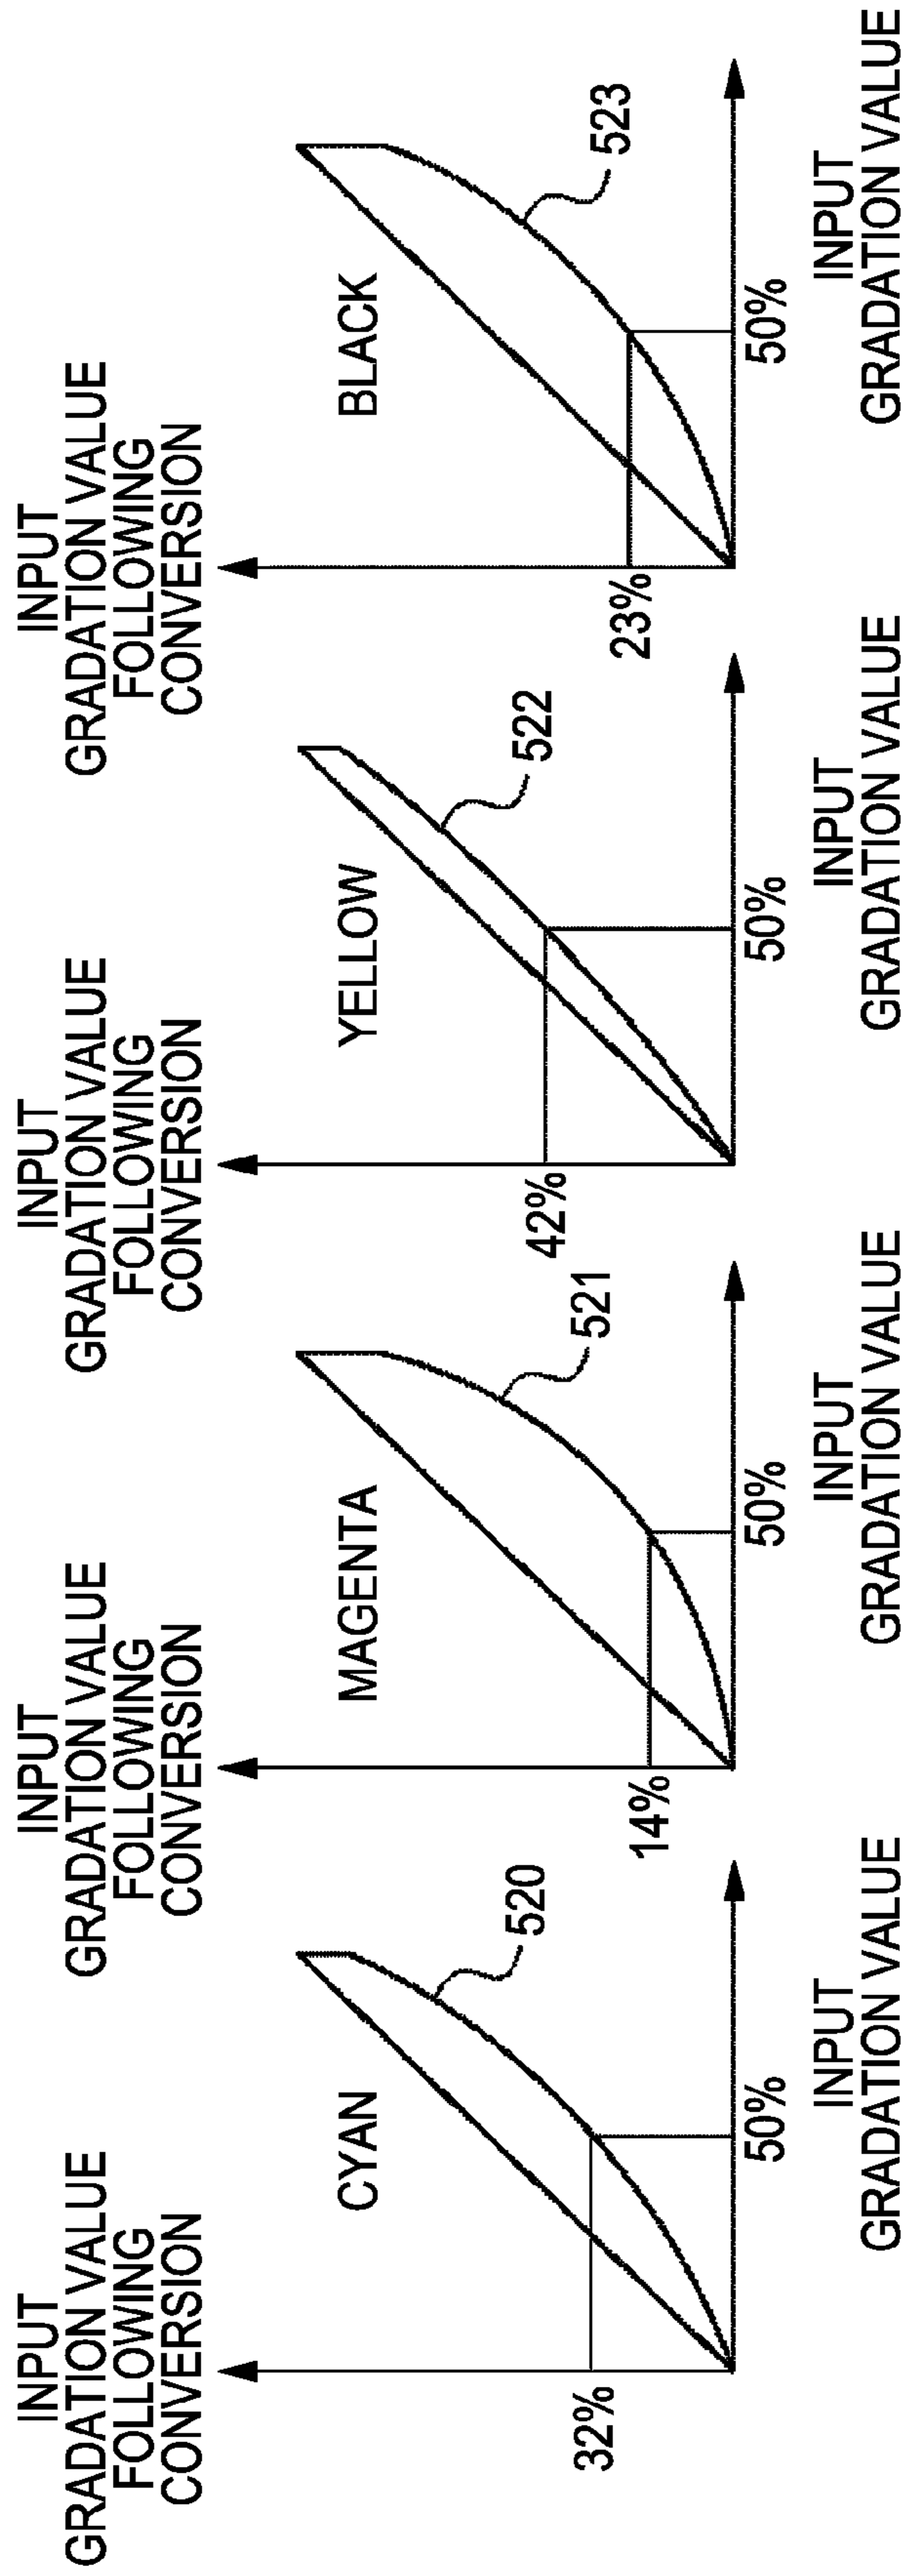 INPUT
GRADATION VALUE
FOLLOWING
CONVERSION
CYAN
520
32%
50%
INPUT
GRADATION VALUE
INPUT
GRADATION VALUE
FOLLOWING
CONVERSION
MAGENTA
521
14%
50%
INPUT
GRADATION VALUE
INPUT
GRADATION VALUE
FOLLOWING
CONVERSION
YELLOW
522
42%
50%
INPUT
GRADATION VALUE
INPUT
GRADATION VALUE
FOLLOWING
CONVERSION
BLACK
523
23%
50%
INPUT
GRADATION VALUE